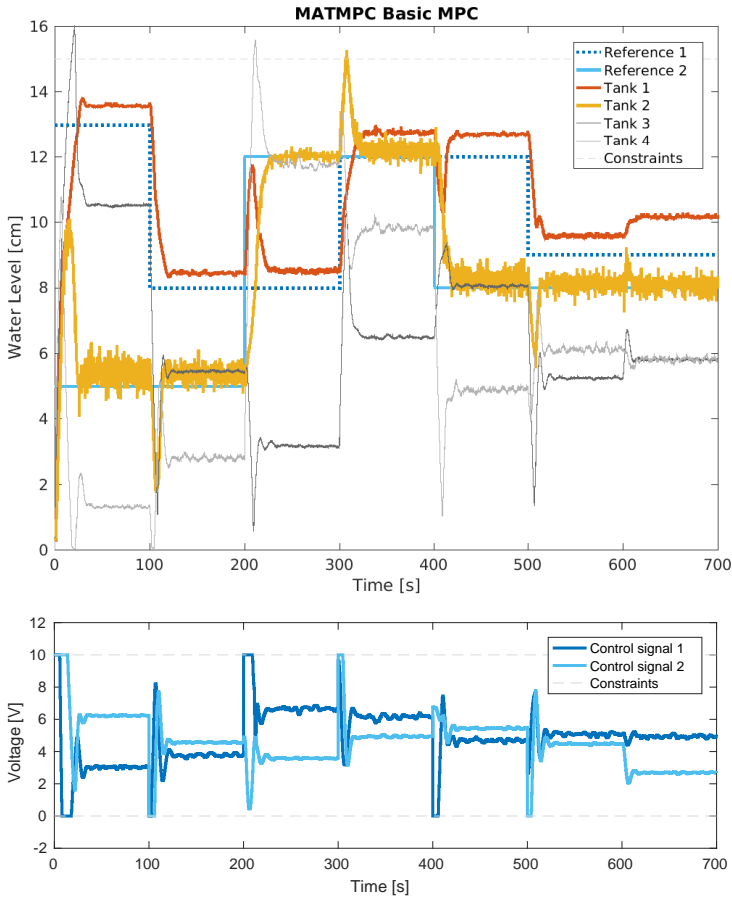 MATMPC Basic MPC
16
14
12
10
8
6
4
2
0
Water Level [cm]
Reference 1
Reference 2
Tank 1
Tank 2
Tank 3
Tank 4
Constraints
0 100 200 300 400 500 600 700
Time [s]
12
10
8
6
4
2
0
-2
Voltage [V]
Control signal 1
Control signal 2
Constraints
0 100 200 300 400 500 600 700
Time [s]